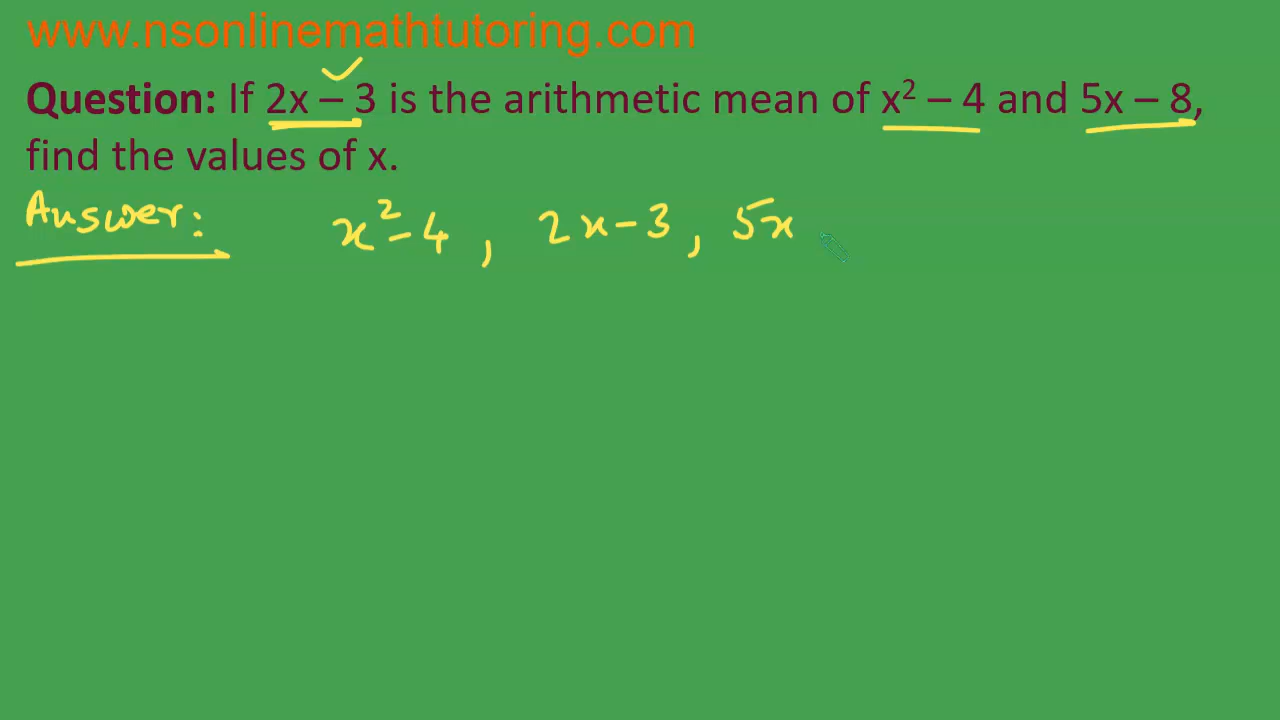 www.nsonlinemathtutoring.com
Question: If 2x – 3 is the arithmetic mean of x² – 4 and 5x – 8,
find the values of x.
Answer: x² – 4 , 2x – 3 , 5x